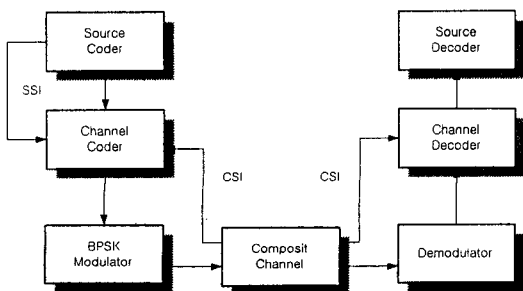 Source
Coder
Source
Decoder
SSI
Channel
Coder
Channel
Decoder
CSI
CSI
BPSK
Modulator
Composit
Channel
Demodulator